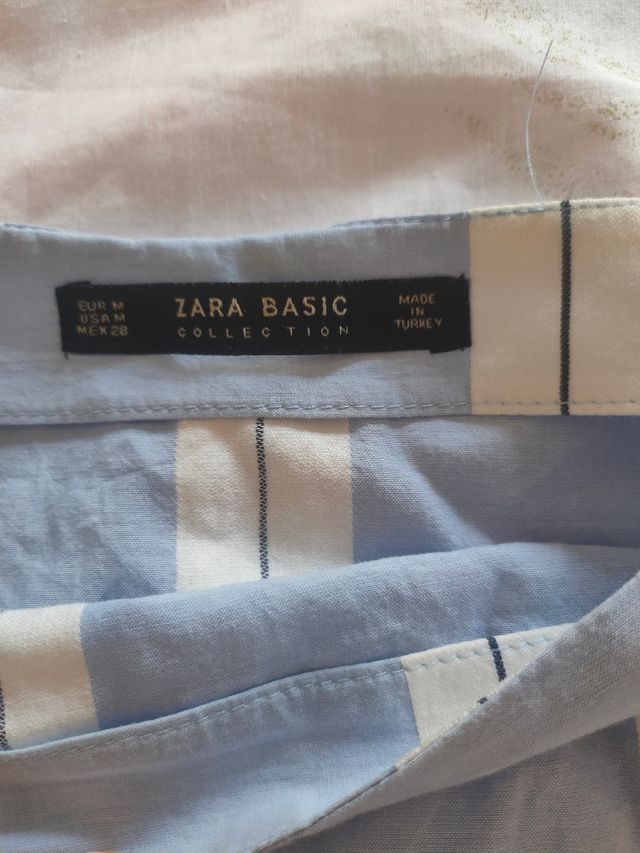 EUR M
USA M
MEX 28
ZARA BASIC
COLLECTION
MADE
IN
TURKEY